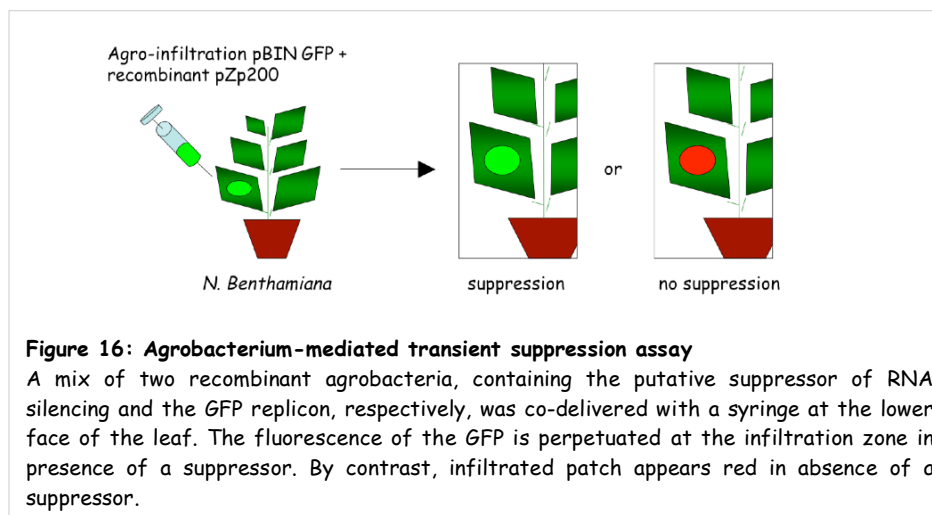 Agro-infiltration pBIN GFP +
recombinant pZp200
or
N. Benthamiana
suppression
no suppression
Figure 16: Agrobacterium-mediated transient suppression assay
A mix of two recombinant agrobacteria, containing the putative suppressor of RNA
silencing and the GFP replicon, respectively, was co-delivered with a syringe at the lower
face of the leaf. The fluorescence of the GFP is perpetuated at the infiltration zone in
presence of a suppressor. By contrast, infiltrated patch appears red in absence of a
suppressor.